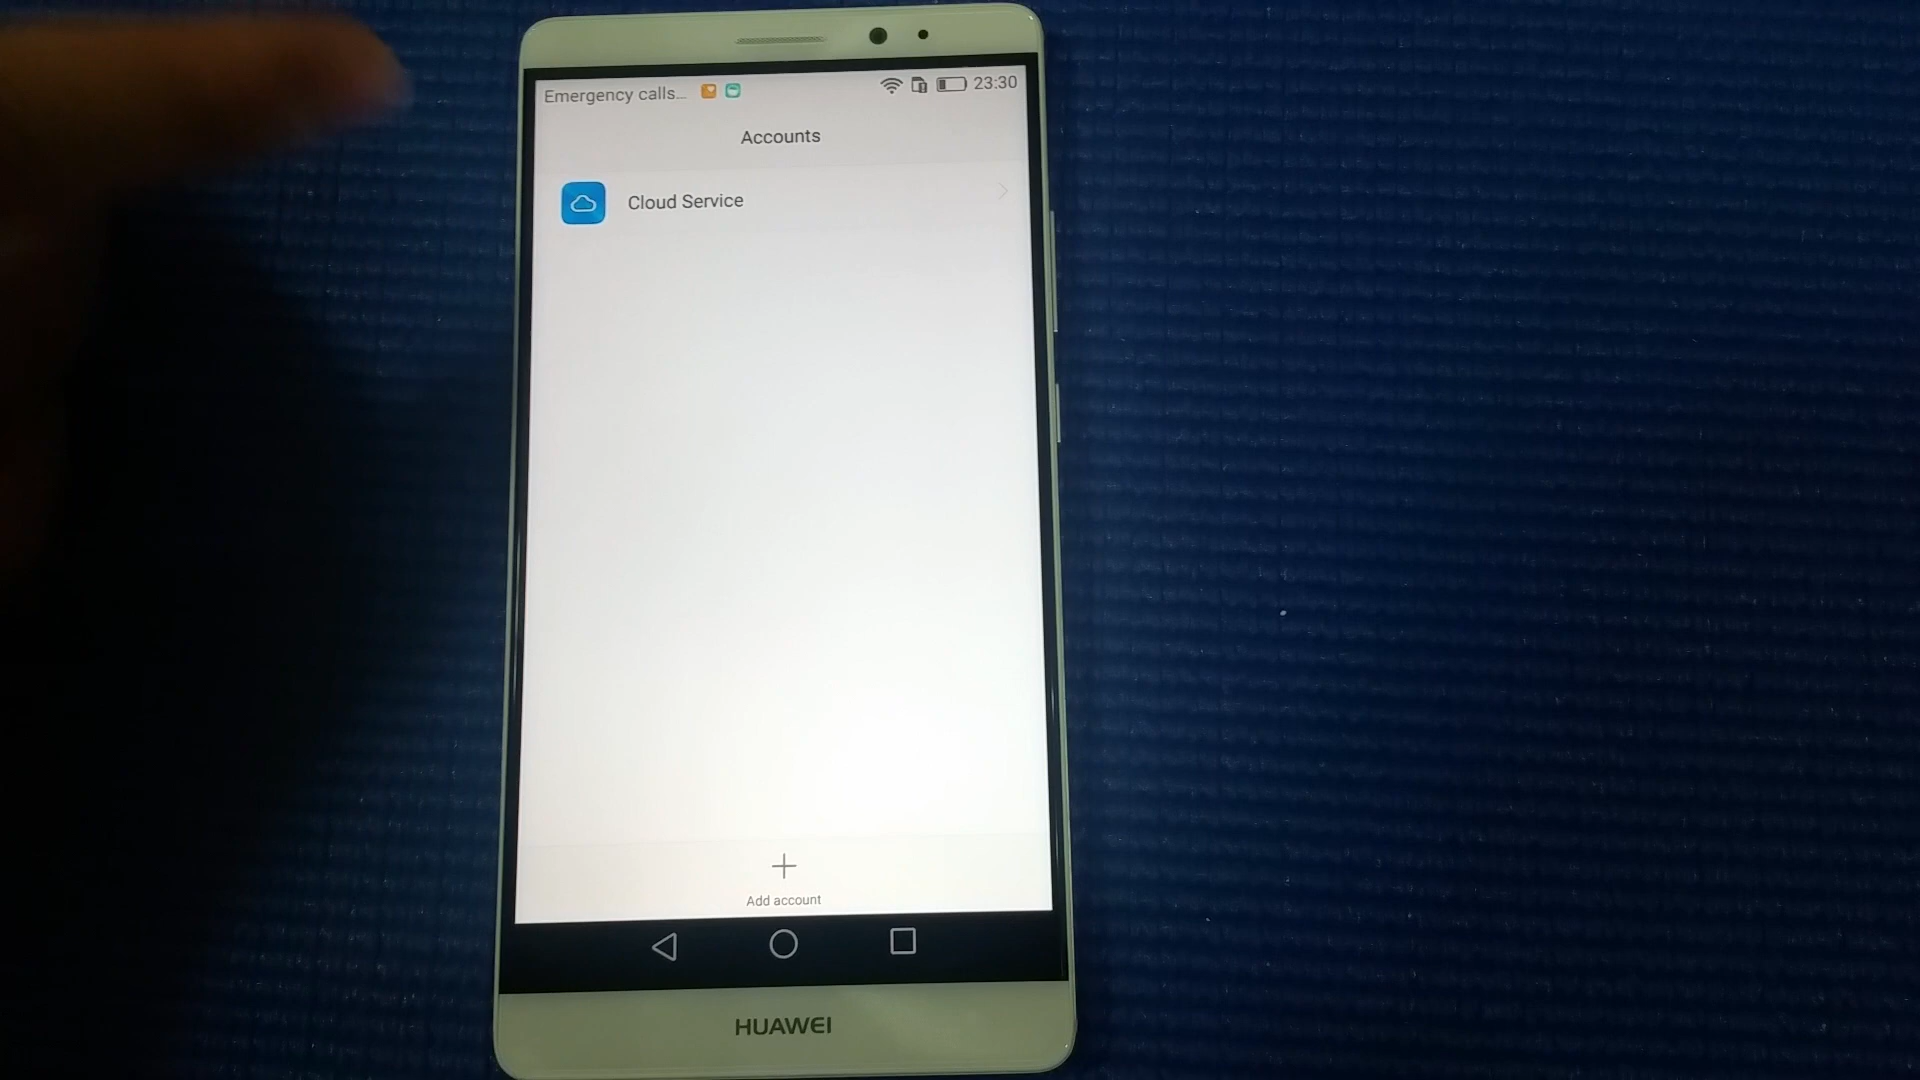 Emergency calls... 23:30
Accounts
Cloud Service
Add account
HUAWEI